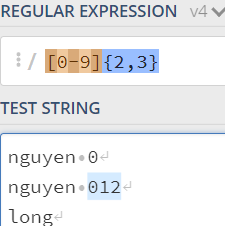 REGULAR EXPRESSION v4
/ [0-9]{2,3}
TEST STRING
nguyen·0↵
nguyen·012↵
long↵